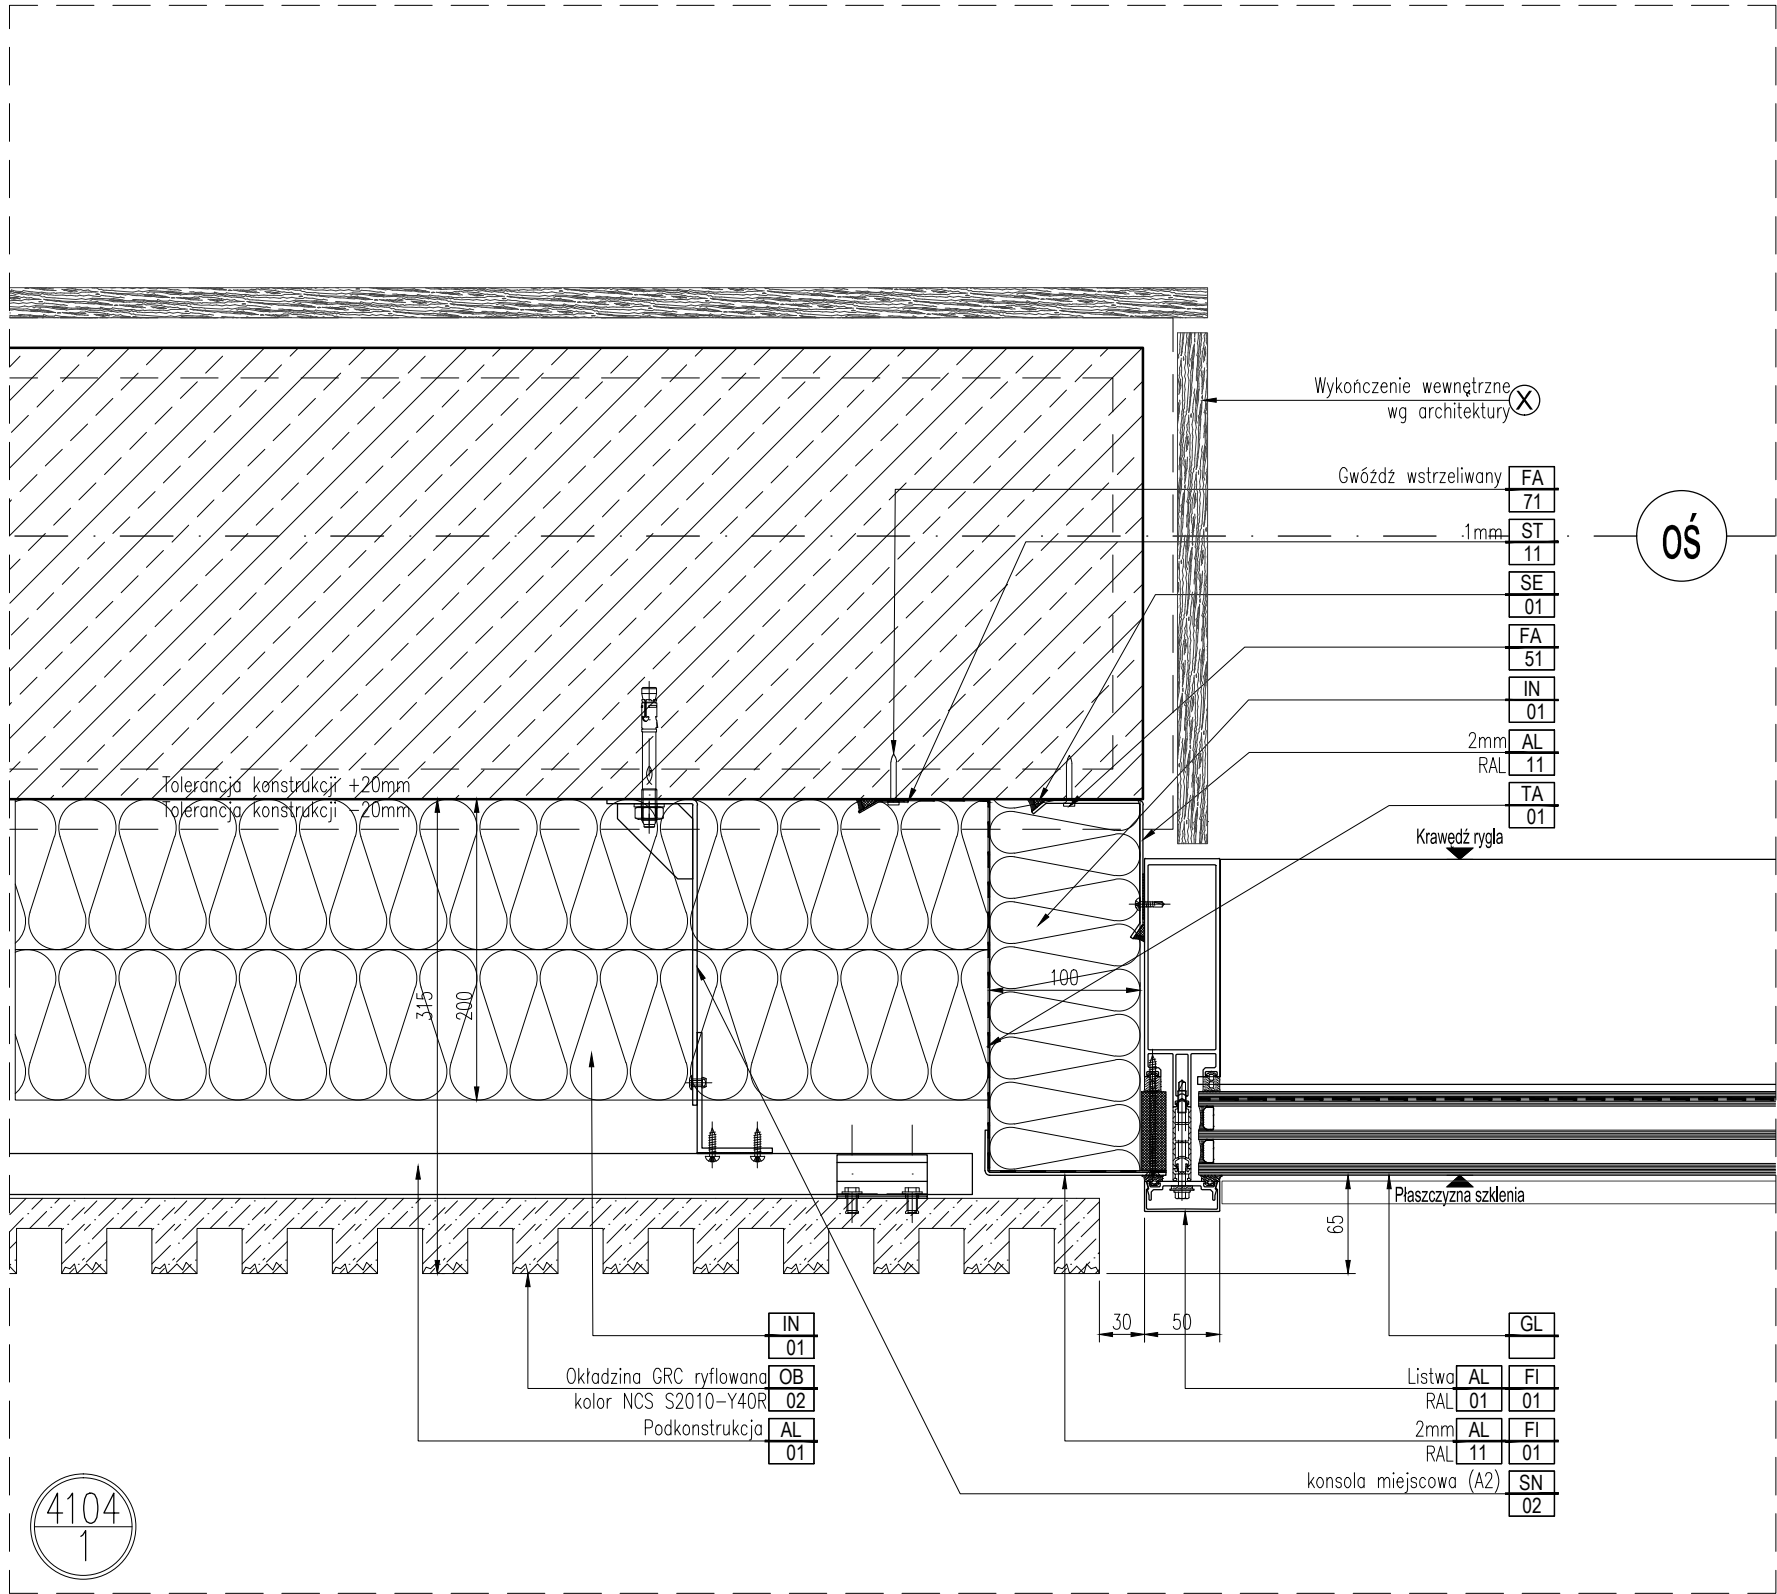 Wykończenie wewnętrzne
wg architektury X
Gwóźdź wstrzeliwany FA
71
1mm ST
11
OŚ
SE
01
FA
51
IN
01
2mm AL
RAL 11
TA
01
Krawędź rygla
Tolerancja konstrukcji +20mm
Tolerancja konstrukcji -20mm
315
200
100
Płaszczyzna szklenia
65
30
50
IN
01
Okładzina GRC ryflowana OB
kolor NCS S2010-Y40R 02
Podkonstrukcja AL
01
GL
Listwa AL FI
RAL 01 01
2mm AL FI
RAL 11 01
konsola miejscowa (A2) SN
02
4104
1